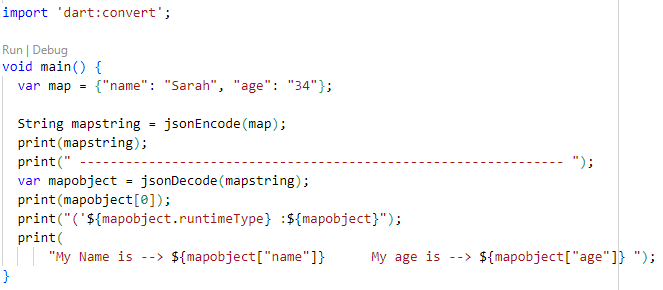 import 'dart:convert';
Run | Debug
void main() {
var map = {"name": "Sarah", "age": "34"};
String mapstring = jsonEncode(map);
print(mapstring);
print(" --------------------------------------------------------------- ");
var mapobject = jsonDecode(mapstring);
print(mapobject[0]);
print("('${mapobject.runtimeType} :${mapobject}");
print(
"My Name is --> ${mapobject["name"]}      My age is --> ${mapobject["age"]} ");
}